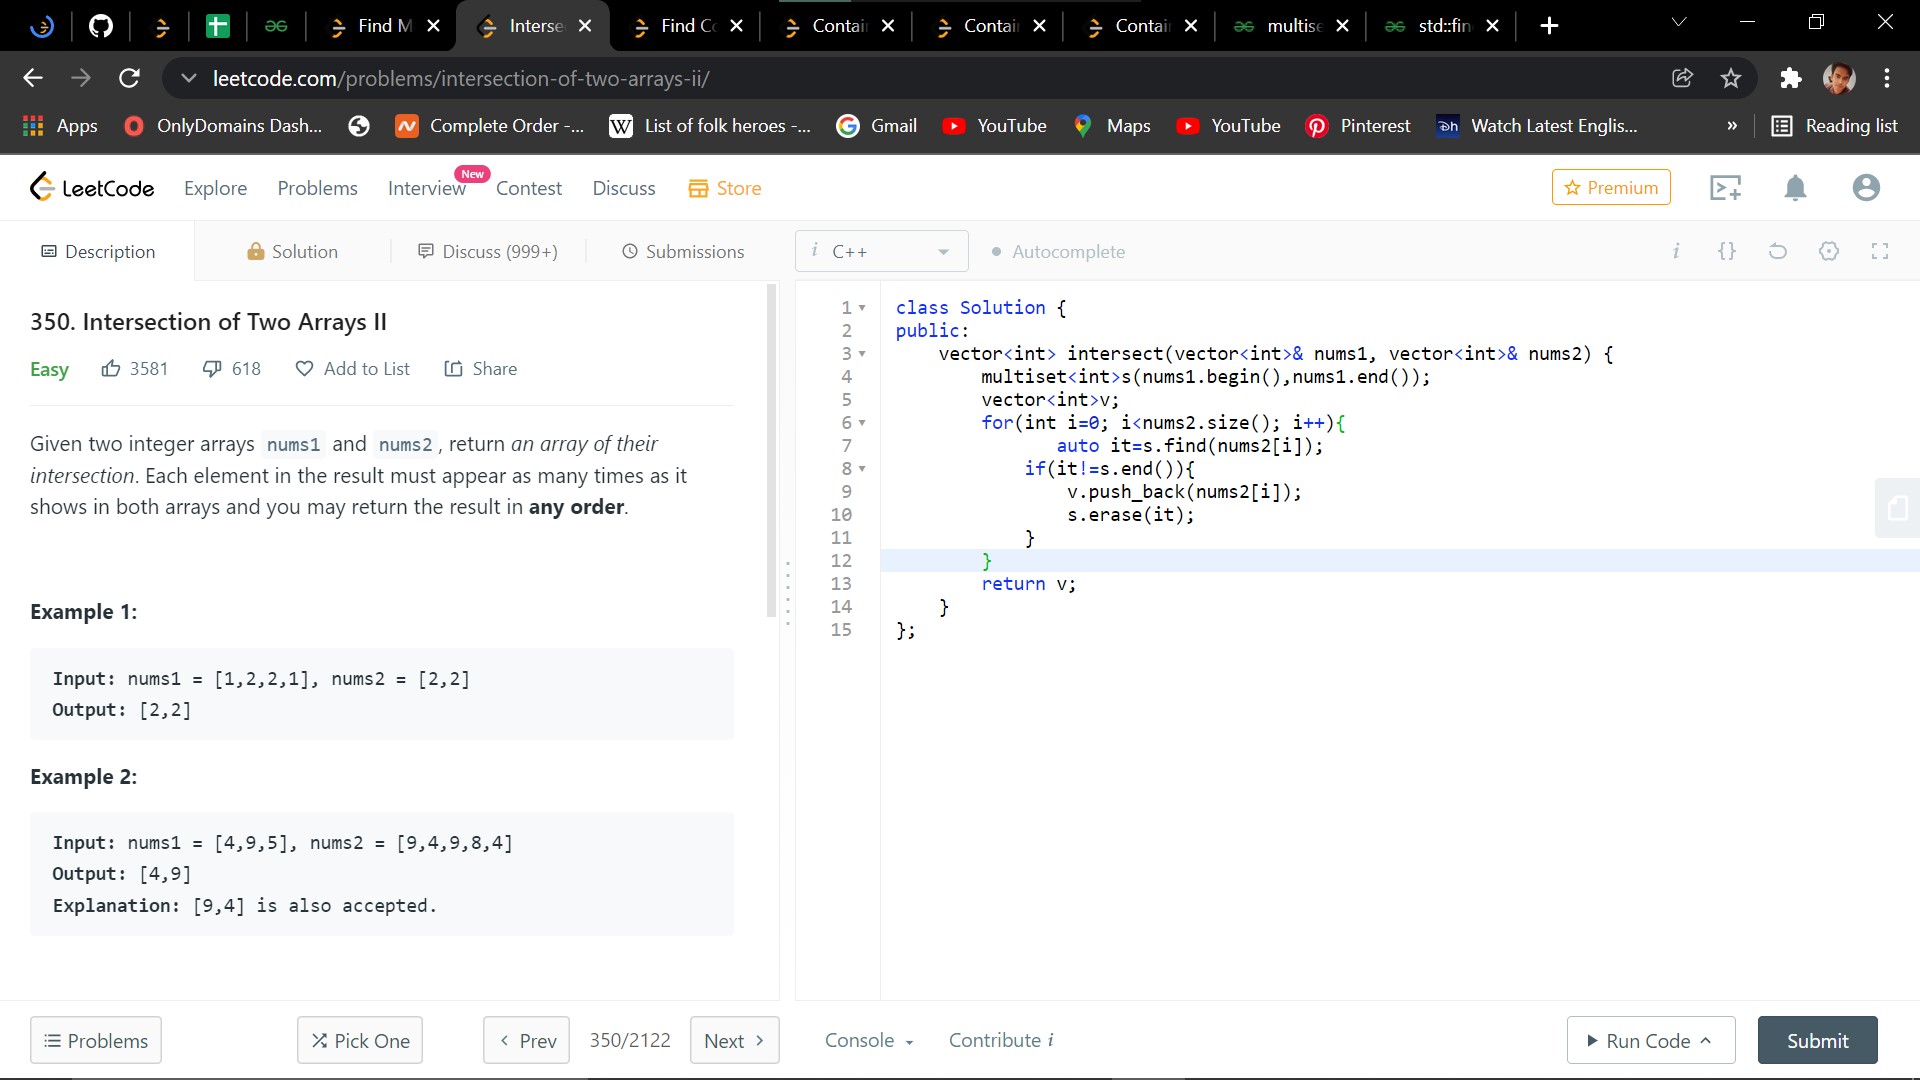 Find M
Interse
Find C
Contai
Contai
Contai
multise
std::fin
leetcode.com/problems/intersection-of-two-arrays-ii/
Apps
OnlyDomains Dash...
Complete Order -...
W List of folk heroes -...
Gmail
YouTube
Maps
YouTube
Pinterest
Dh Watch Latest Englis...
»
Reading list
LeetCode
Explore
Problems
Interview
New
Contest
Discuss
Store
Premium
Description
Solution
Discuss (999+)
Submissions
i C++
Autocomplete
i
{}
350. Intersection of Two Arrays II
Easy
3581
618
Add to List
Share
Given two integer arrays nums1 and nums2, return an array of their
intersection. Each element in the result must appear as many times as it
shows in both arrays and you may return the result in any order.
Example 1:
Input: nums1 = [1,2,2,1], nums2 = [2,2]
Output: [2,2]
Example 2:
Input: nums1 = [4,9,5], nums2 = [9,4,9,8,4]
Output: [4,9]
Explanation: [9,4] is also accepted.
1 class Solution {
2 public:
3 vector<int> intersect(vector<int>& nums1, vector<int>& nums2) {
4 multiset<int>s(nums1.begin(),nums1.end());
5 vector<int>v;
6 for(int i=0; i<nums2.size(); i++){
7 auto it=s.find(nums2[i]);
8 if(it!=s.end()){
9 v.push_back(nums2[i]);
10 s.erase(it);
11 }
12 }
13 return v;
14 }
15 };
Problems
Pick One
Prev
350/2122
Next
Console
Contribute i
Run Code
Submit